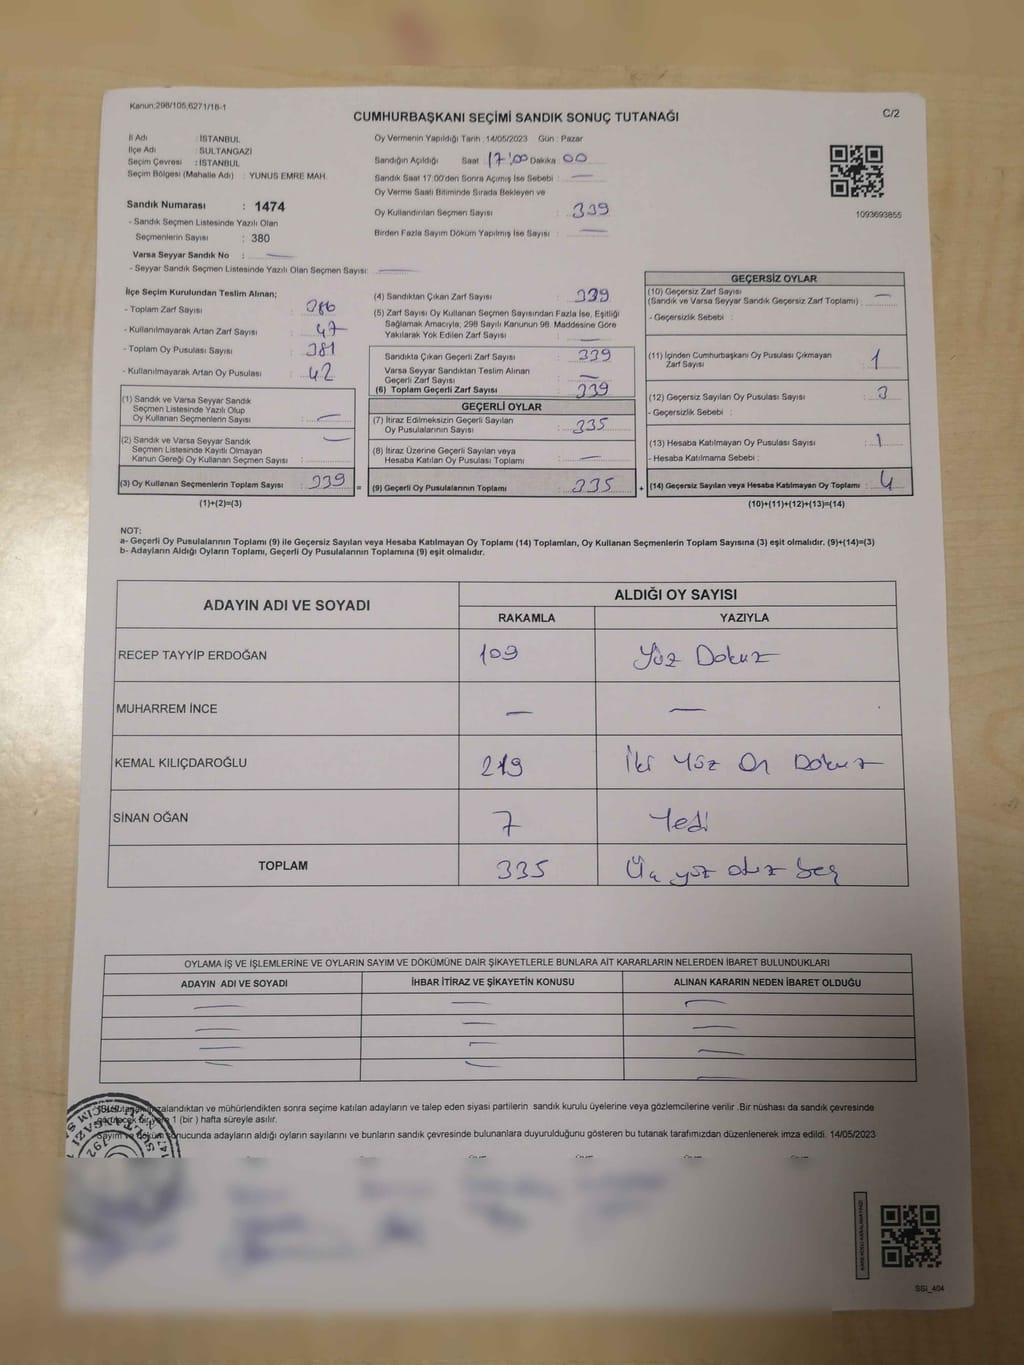 Kanun:298/105,6271/18-1
CUMHURBAŞKANI SEÇİMİ SANDIK SONUÇ TUTANAĞI
C/2
İl Adı : İSTANBUL
İlçe Adı : SULTANGAZİ
Seçim Çevresi : İSTANBUL
Seçim Bölgesi (Mahalle Adı) : YUNUS EMRE MAH.
Sandık Numarası : 1474
- Sandık Seçmen Listesinde Yazılı Olan
Seçmenlerin Sayısı : 380
Varsa Seyyar Sandık No : —
- Seyyar Sandık Seçmen Listesinde Yazılı Olan Seçmen Sayısı: —
Oy Vermenin Yapıldığı Tarih :14/05/2023 Gün : Pazar
Sandığın Açıldığı Saat 17:00 Dakika 00
Sandık Saat 17:00'den Sonra Açımış İse Sebebi : —
Oy Verme Saati Bitiminde Sırada Bekleyen ve
Oy Kullandırılan Seçmen Sayısı : 339
Birden Fazla Sayım Döküm Yapılmış İse Sayısı : —
1093693855
İlçe Seçim Kurulundan Teslim Alınan;
- Toplam Zarf Sayısı : 386
- Kullanılmayarak Artan Zarf Sayısı : 47
- Toplam Oy Pusulası Sayısı : 381
- Kullanılmayarak Artan Oy Pusulası : 42
(1) Sandık ve Varsa Seyyar Sandık
Seçmen Listesinde Yazılı Olup
Oy Kullanan Seçmenlerin Sayısı : —
(2) Sandık ve Varsa Seyyar Sandık
Seçmen Listesinde Kayıtlı Olmayan
Kanun Gereği Oy Kullanan Seçmen Sayısı : —
(3) Oy Kullanan Seçmenlerin Toplam Sayısı : 339
(1)+(2)=(3)
(4) Sandıktan Çıkan Zarf Sayısı : 339
(5) Zarf Sayısı Oy Kullanan Seçmen Sayısından Fazla İse, Eşitliği
Sağlamak Amacıyla; 298 Sayılı Kanunun 98. Maddesine Göre
Yakılarak Yok Edilen Zarf Sayısı : —
Sandıkta Çıkan Geçerli Zarf Sayısı : 339
Varsa Seyyar Sandıktan Teslim Alınan
Geçerli Zarf Sayısı : —
(6) Toplam Geçerli Zarf Sayısı : 339
GEÇERLİ OYLAR
(7) İtiraz Edilmeksizin Geçerli Sayılan
Oy Pusulalarının Sayısı : 335
(8) İtiraz Üzerine Geçerli Sayılan veya
Hesaba Katılan Oy Pusulası Toplamı : —
= (9) Geçerli Oy Pusulalarının Toplamı : 335 +
GEÇERSİZ OYLAR
(10) Geçersiz Zarf Sayısı
(Sandık ve Varsa Seyyar Sandık Geçersiz Zarf Toplamı) : —
- Geçersizlik Sebebi :
(11) İçinden Cumhurbaşkanı Oy Pusulası Çıkmayan
Zarf Sayısı : 1
(12) Geçersiz Sayılan Oy Pusulası Sayısı : 3
- Geçersizlik Sebebi :
(13) Hesaba Katılmayan Oy Pusulası Sayısı : 1
- Hesaba Katılmama Sebebi :
(14) Geçersiz Sayılan veya Hesaba Katılmayan Oy Toplamı : 4
(10)+(11)+(12)+(13)=(14)
NOT:
a- Geçerli Oy Pusulalarının Toplamı (9) ile Geçersiz Sayılan veya Hesaba Katılmayan Oy Toplamı (14) Toplamları, Oy Kullanan Seçmenlerin Toplam Sayısına (3) eşit olmalıdır. (9)+(14)=(3)
b- Adayların Aldığı Oyların Toplamı, Geçerli Oy Pusulalarının Toplamına (9) eşit olmalıdır.
ADAYIN ADI VE SOYADI
ALDIĞI OY SAYISI
RAKAMLA YAZIYLA
RECEP TAYYİP ERDOĞAN 109 Yüz Dokuz
MUHARREM İNCE — —
KEMAL KILIÇDAROĞLU 219 İki Yüz On Dokuz
SİNAN OĞAN 7 Yedi
TOPLAM 335 Üç yüz otuz beş
OYLAMA İŞ VE İŞLEMLERİNE VE OYLARIN SAYIM VE DÖKÜMÜNE DAİR ŞİKAYETLERLE BUNLARA AİT KARARLARIN NELERDEN İBARET BULUNDUKLARI
ADAYIN ADI VE SOYADI İHBAR İTİRAZ VE ŞİKAYETİN KONUSU ALINAN KARARIN NEDEN İBARET OLDUĞU
zalandıktan ve mühürlendikten sonra seçime katılan adayların ve talep eden siyasi partilerin sandık kurulu üyelerine veya gözlemcilerine verilir .Bir nüshası da sandık çevresinde
1 (bir ) hafta süreyle asılır.
Sayım ve döküm sonucunda adayların aldığı oyların sayılarını ve bunların sandık çevresinde bulunanlara duyurulduğunu gösteren bu tutanak tarafımızdan düzenlenerek imza edildi. 14/05/2023
SSİ_404